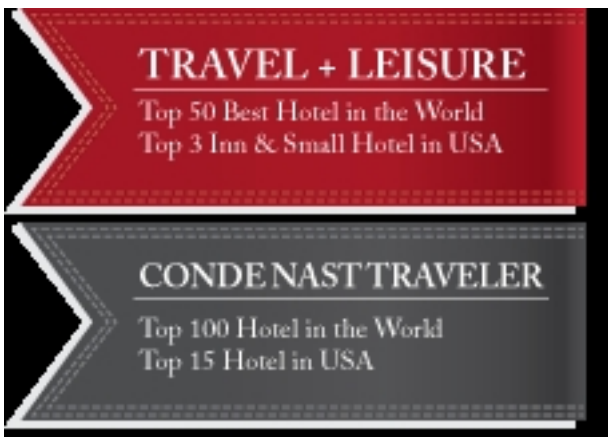 TRAVEL + LEISURE
Top 50 Best Hotel in the World
Top 3 Inn & Small Hotel in USA
CONDE NAST TRAVELER
Top 100 Hotel in the World
Top 15 Hotel in USA